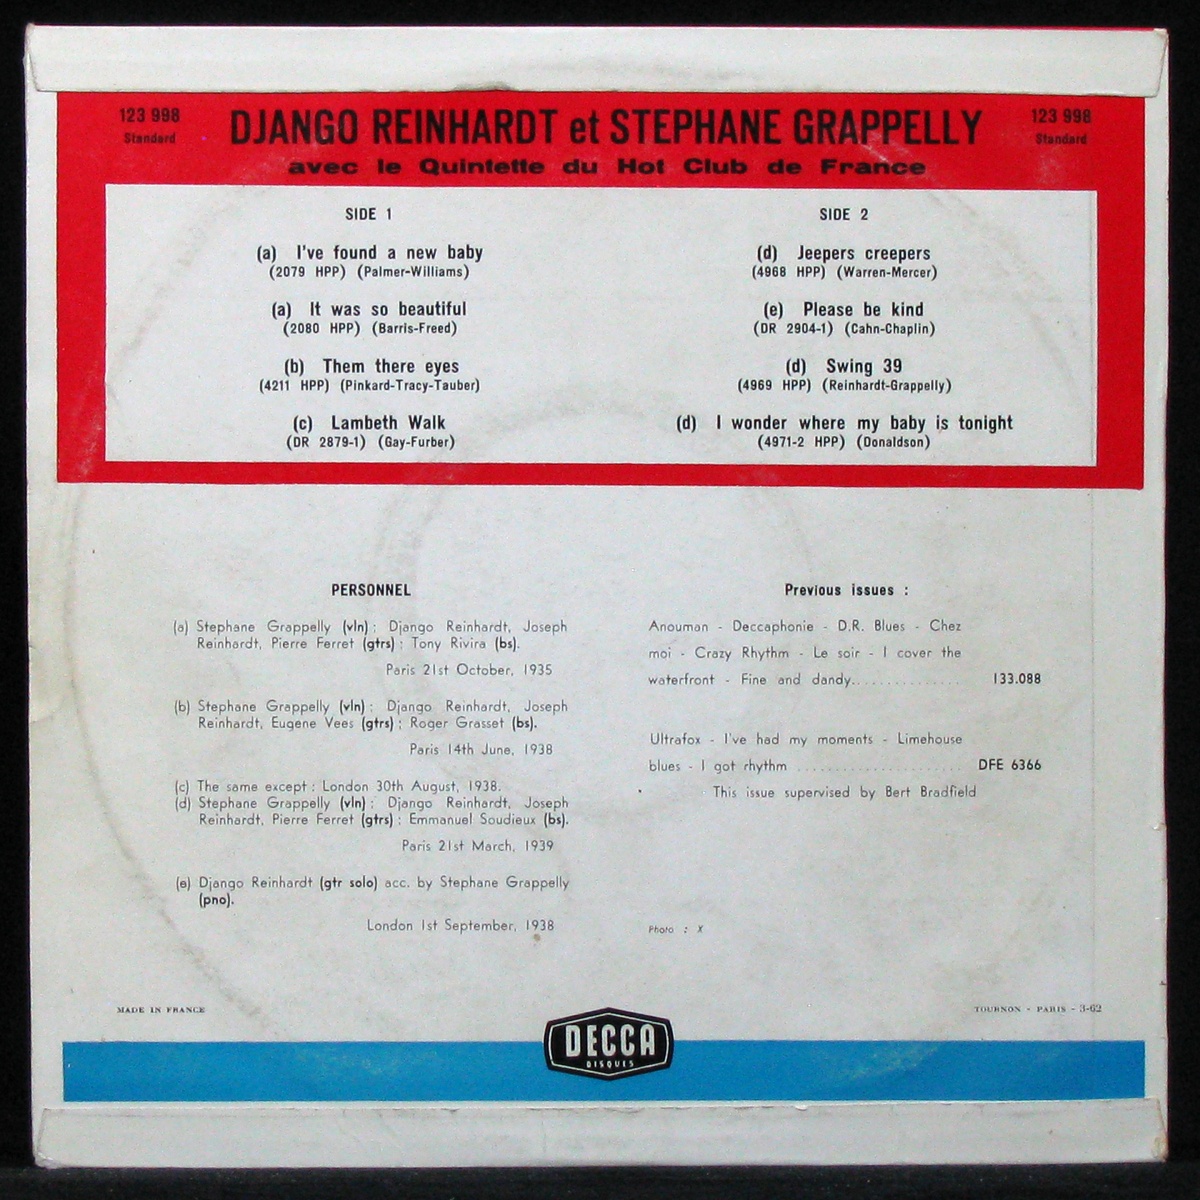 123 998
Standard
DJANGO REINHARDT et STEPHANE GRAPPELLY
123 998
Standard
avec le Quintette du Hot Club de France
SIDE 1
(a) I've found a new baby
(2079 HPP) (Palmer-Williams)
(a) It was so beautiful
(2080 HPP) (Barris-Freed)
(b) Them there eyes
(4211 HPP) (Pinkard-Tracy-Tauber)
(c) Lambeth Walk
(DR 2879-1) (Gay-Furber)
SIDE 2
(d) Jeepers creepers
(4968 HPP) (Warren-Mercer)
(e) Please be kind
(DR 2904-1) (Cahn-Chaplin)
(d) Swing 39
(4969 HPP) (Reinhardt-Grappelly)
(d) I wonder where my baby is tonight
(4971-2 HPP) (Donaldson)
PERSONNEL
(a) Stephane Grappelly (vln) : Django Reinhardt, Joseph
Reinhardt, Pierre Ferret (gtrs) : Tony Rivira (bs).
Paris 21st October, 1935
(b) Stephane Grappelly (vln) : Django Reinhardt, Joseph
Reinhardt, Eugene Vees (gtrs) : Roger Grasset (bs).
Paris 14th June, 1938
(c) The same except : London 30th August, 1938.
(d) Stephane Grappelly (vln) : Django Reinhardt, Joseph
Reinhardt, Pierre Ferret (gtrs) : Emmanuel Soudieux (bs).
Paris 21st March, 1939
(e) Django Reinhardt (gtr solo) acc. by Stephane Grappelly
(pno).
London 1st September, 1938
Previous issues :
Anouman - Deccaphonie - D.R. Blues - Chez
moi - Crazy Rhythm - Le soir - I cover the
waterfront - Fine and dandy............... 133.088
Ultrafox - I've had my moments - Limehouse
blues - I got rhythm ...................... DFE 6366
This issue supervised by Bert Bradfield
Photo : X
MADE IN FRANCE
TOURNON - PARIS - 3-62
DECCA
DISQUES